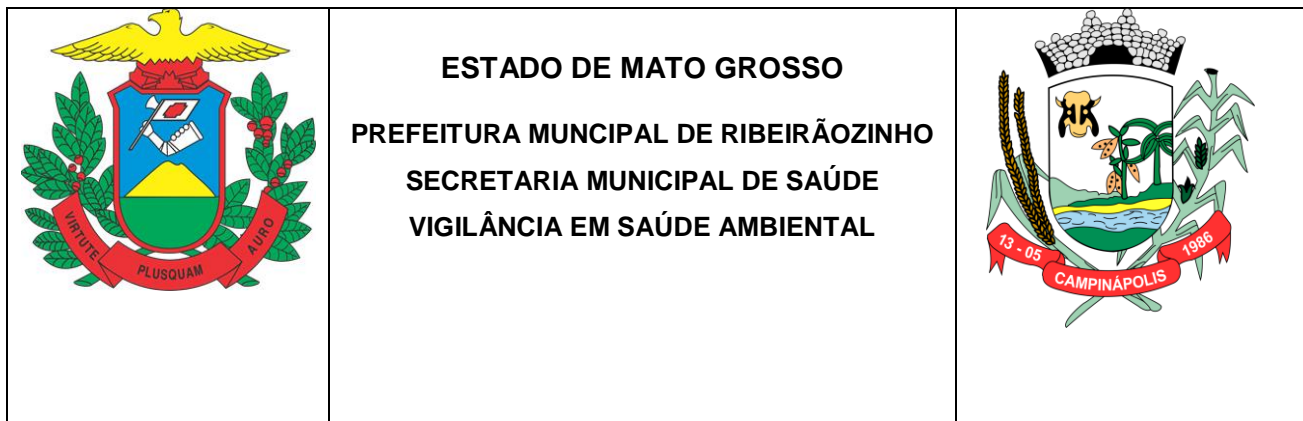 VIRTUTE PLUSQUAM AURO
ESTADO DE MATO GROSSO
PREFEITURA MUNCIPAL DE RIBEIRÃOZINHO
SECRETARIA MUNICIPAL DE SAÚDE
VIGILÂNCIA EM SAÚDE AMBIENTAL
13 - 05 CAMPINÁPOLIS 1986